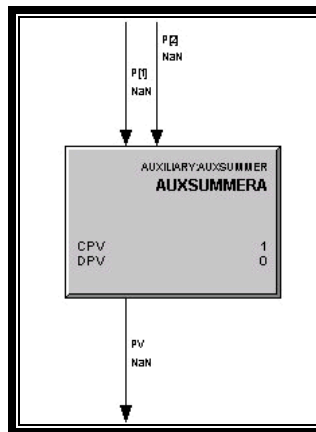 P[2]
NaN
P[1]
NaN
AUXILIARY:AUXSUMMER
AUXSUMMERA
CPV 1
DPV 0
PV
NaN